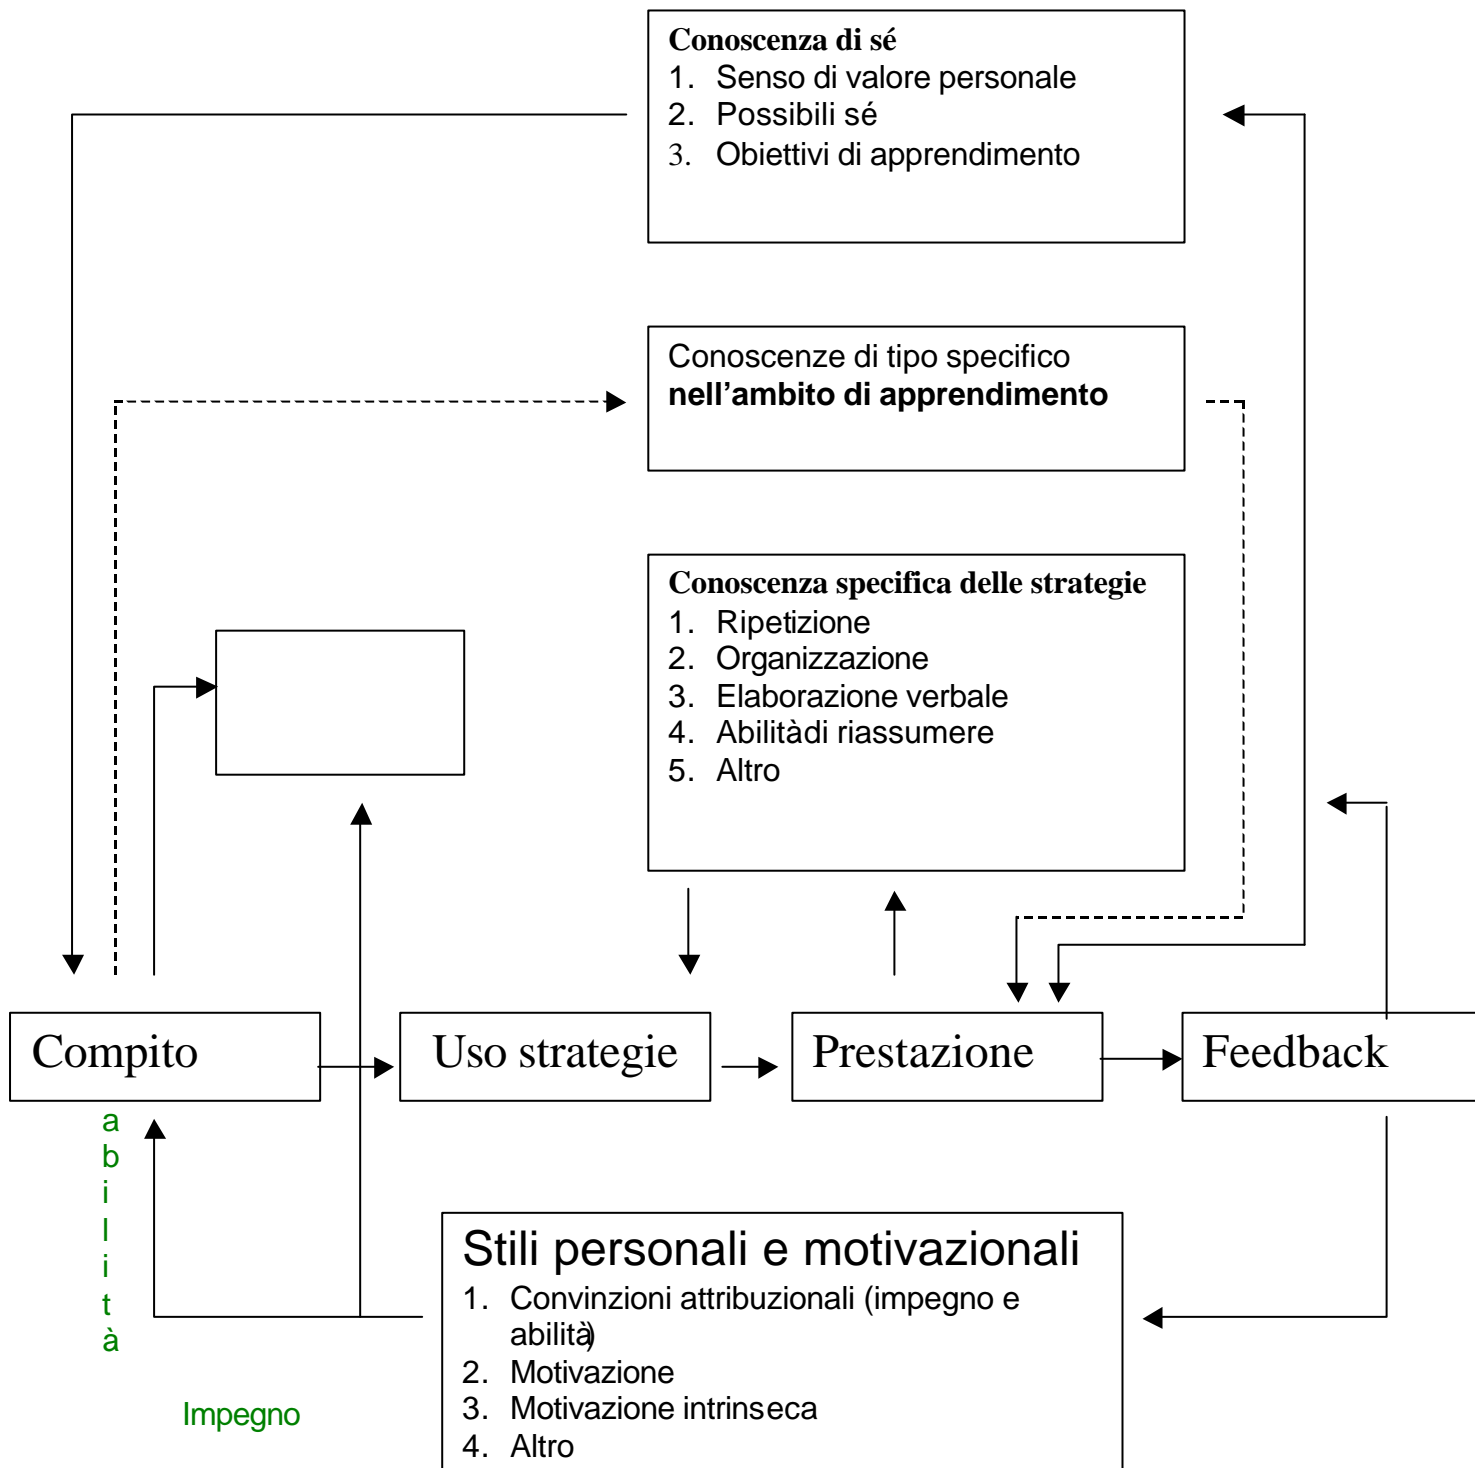 Conoscenza di sé
1. Senso di valore personale
2. Possibili sé
3. Obiettivi di apprendimento
Conoscenze di tipo specifico
nell’ambito di apprendimento
Conoscenza specifica delle strategie
1. Ripetizione
2. Organizzazione
3. Elaborazione verbale
4. Abilità di riassumere
5. Altro
Compito
Uso strategie
Prestazione
Feedback
a
b
i
l
i
t
à
Stili personali e motivazionali
1. Convinzioni attribuzionali (impegno e
abilità)
2. Motivazione
3. Motivazione intrinseca
4. Altro
Impegno